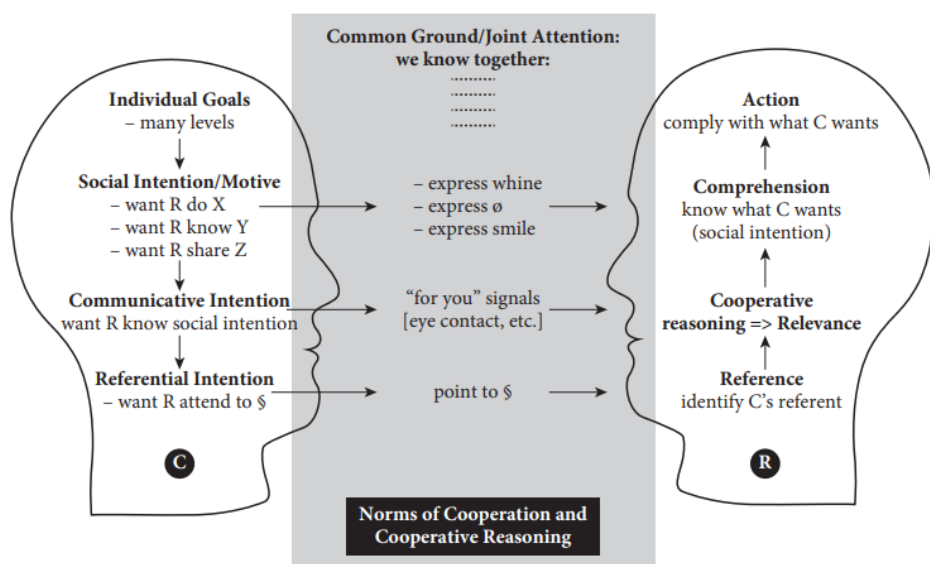 Common Ground/Joint Attention:
we know together:
Individual Goals
– many levels
Social Intention/Motive
– want R do X
– want R know Y
– want R share Z
Communicative Intention
want R know social intention
Referential Intention
– want R attend to §
C
– express whine
– express ø
– express smile
“for you” signals
[eye contact, etc.]
point to §
Norms of Cooperation and
Cooperative Reasoning
Action
comply with what C wants
Comprehension
know what C wants
(social intention)
Cooperative
reasoning => Relevance
Reference
identify C’s referent
R